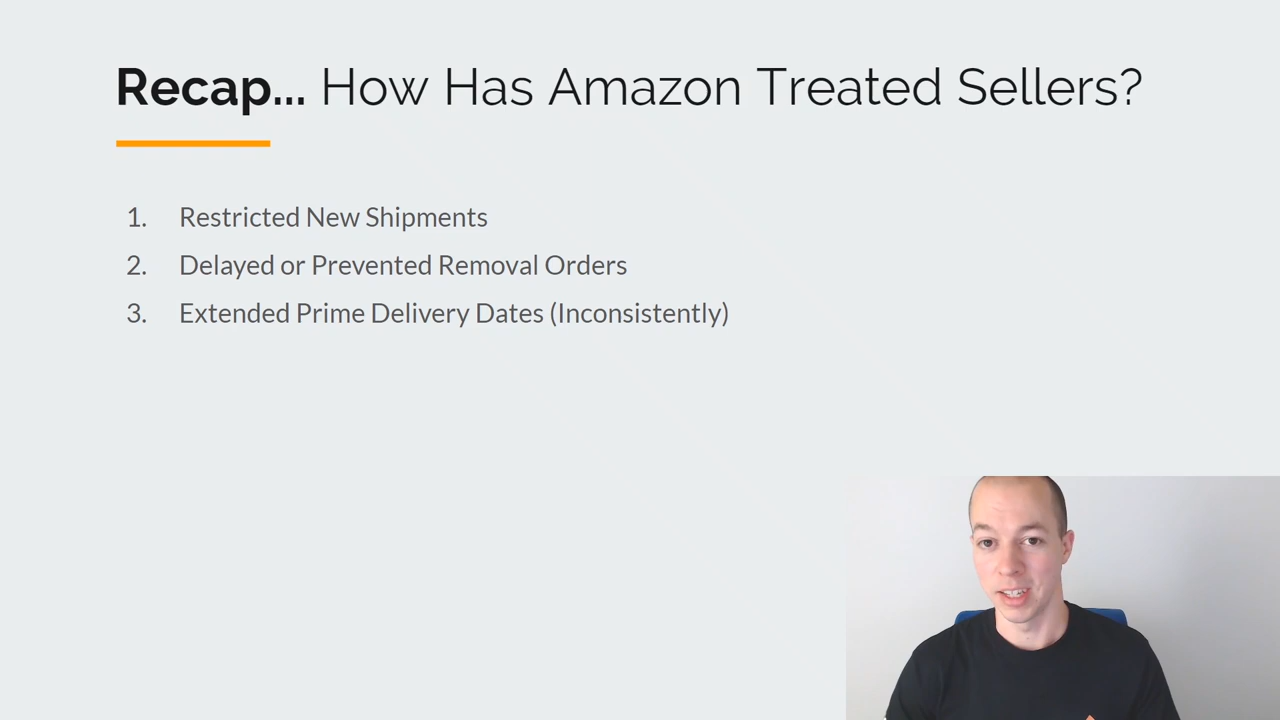 Recap... How Has Amazon Treated Sellers?
1. Restricted New Shipments
2. Delayed or Prevented Removal Orders
3. Extended Prime Delivery Dates (Inconsistently)